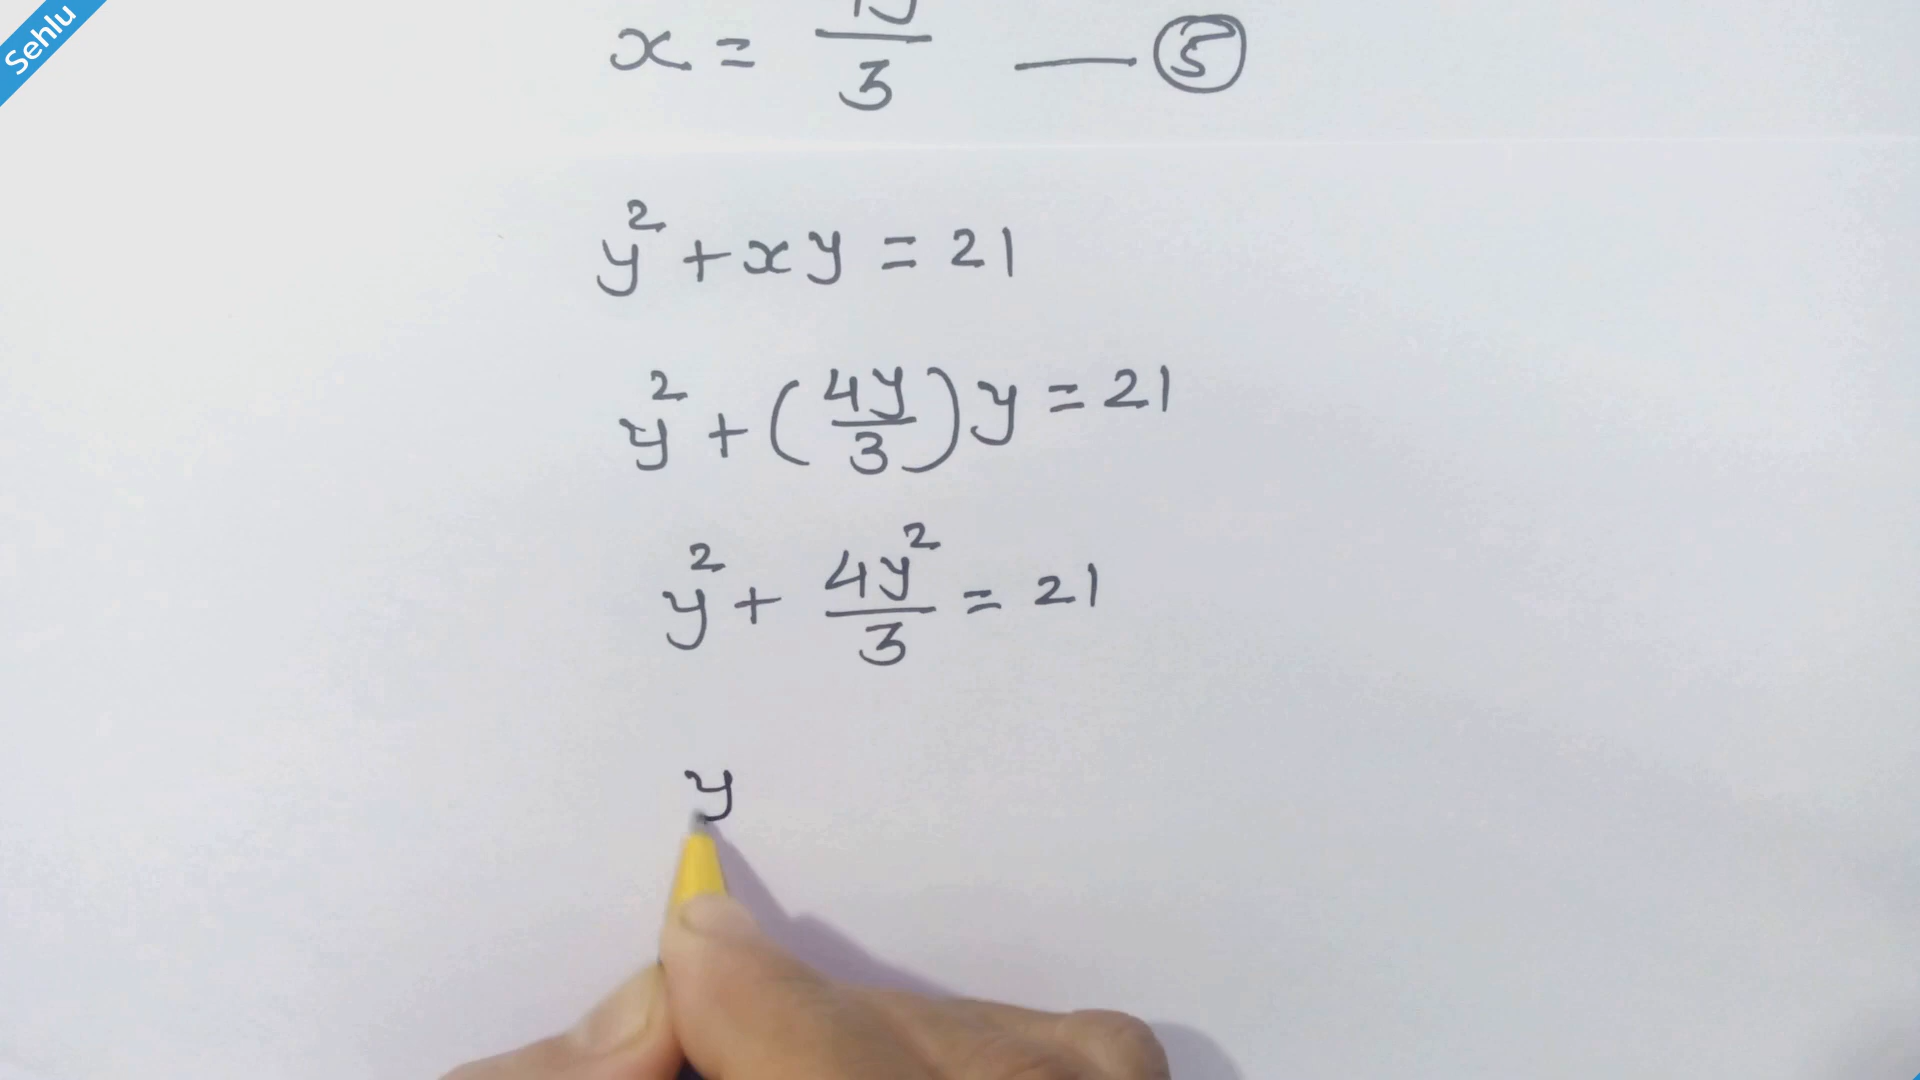 Sehlu
x = 4y/3 — ⑤
y² + xy = 21
y² + (4y/3)y = 21
y² + 4y²/3 = 21
y